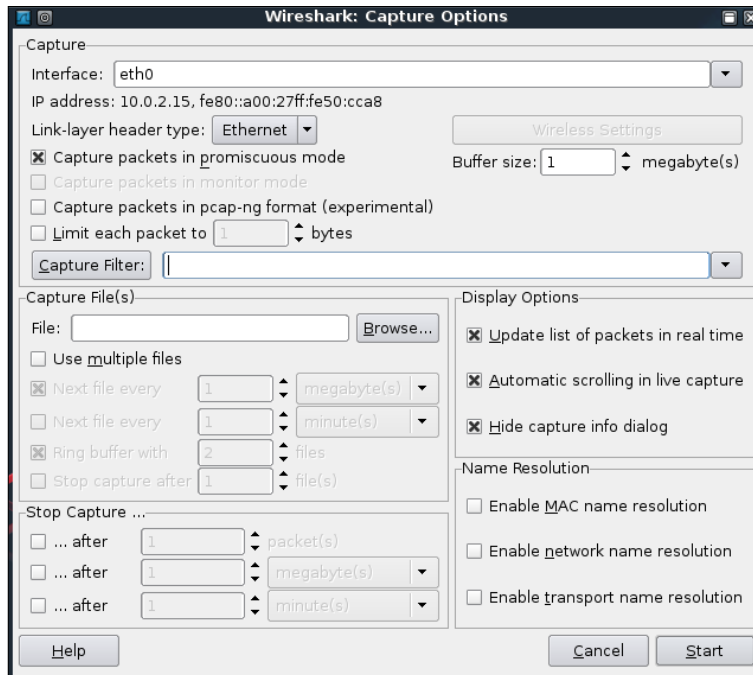 Wireshark: Capture Options
Capture
Interface: eth0
IP address: 10.0.2.15, fe80::a00:27ff:fe50:cca8
Link-layer header type: Ethernet
Wireless Settings
Capture packets in promiscuous mode
Buffer size: 1 megabyte(s)
Capture packets in monitor mode
Capture packets in pcap-ng format (experimental)
Limit each packet to 1 bytes
Capture Filter:
Capture File(s)
File: Browse...
Use multiple files
Next file every 1 megabyte(s)
Next file every 1 minute(s)
Ring buffer with 2 files
Stop capture after 1 file(s)
Stop Capture ...
... after 1 packet(s)
... after 1 megabyte(s)
... after 1 minute(s)
Display Options
Update list of packets in real time
Automatic scrolling in live capture
Hide capture info dialog
Name Resolution
Enable MAC name resolution
Enable network name resolution
Enable transport name resolution
Help Cancel Start